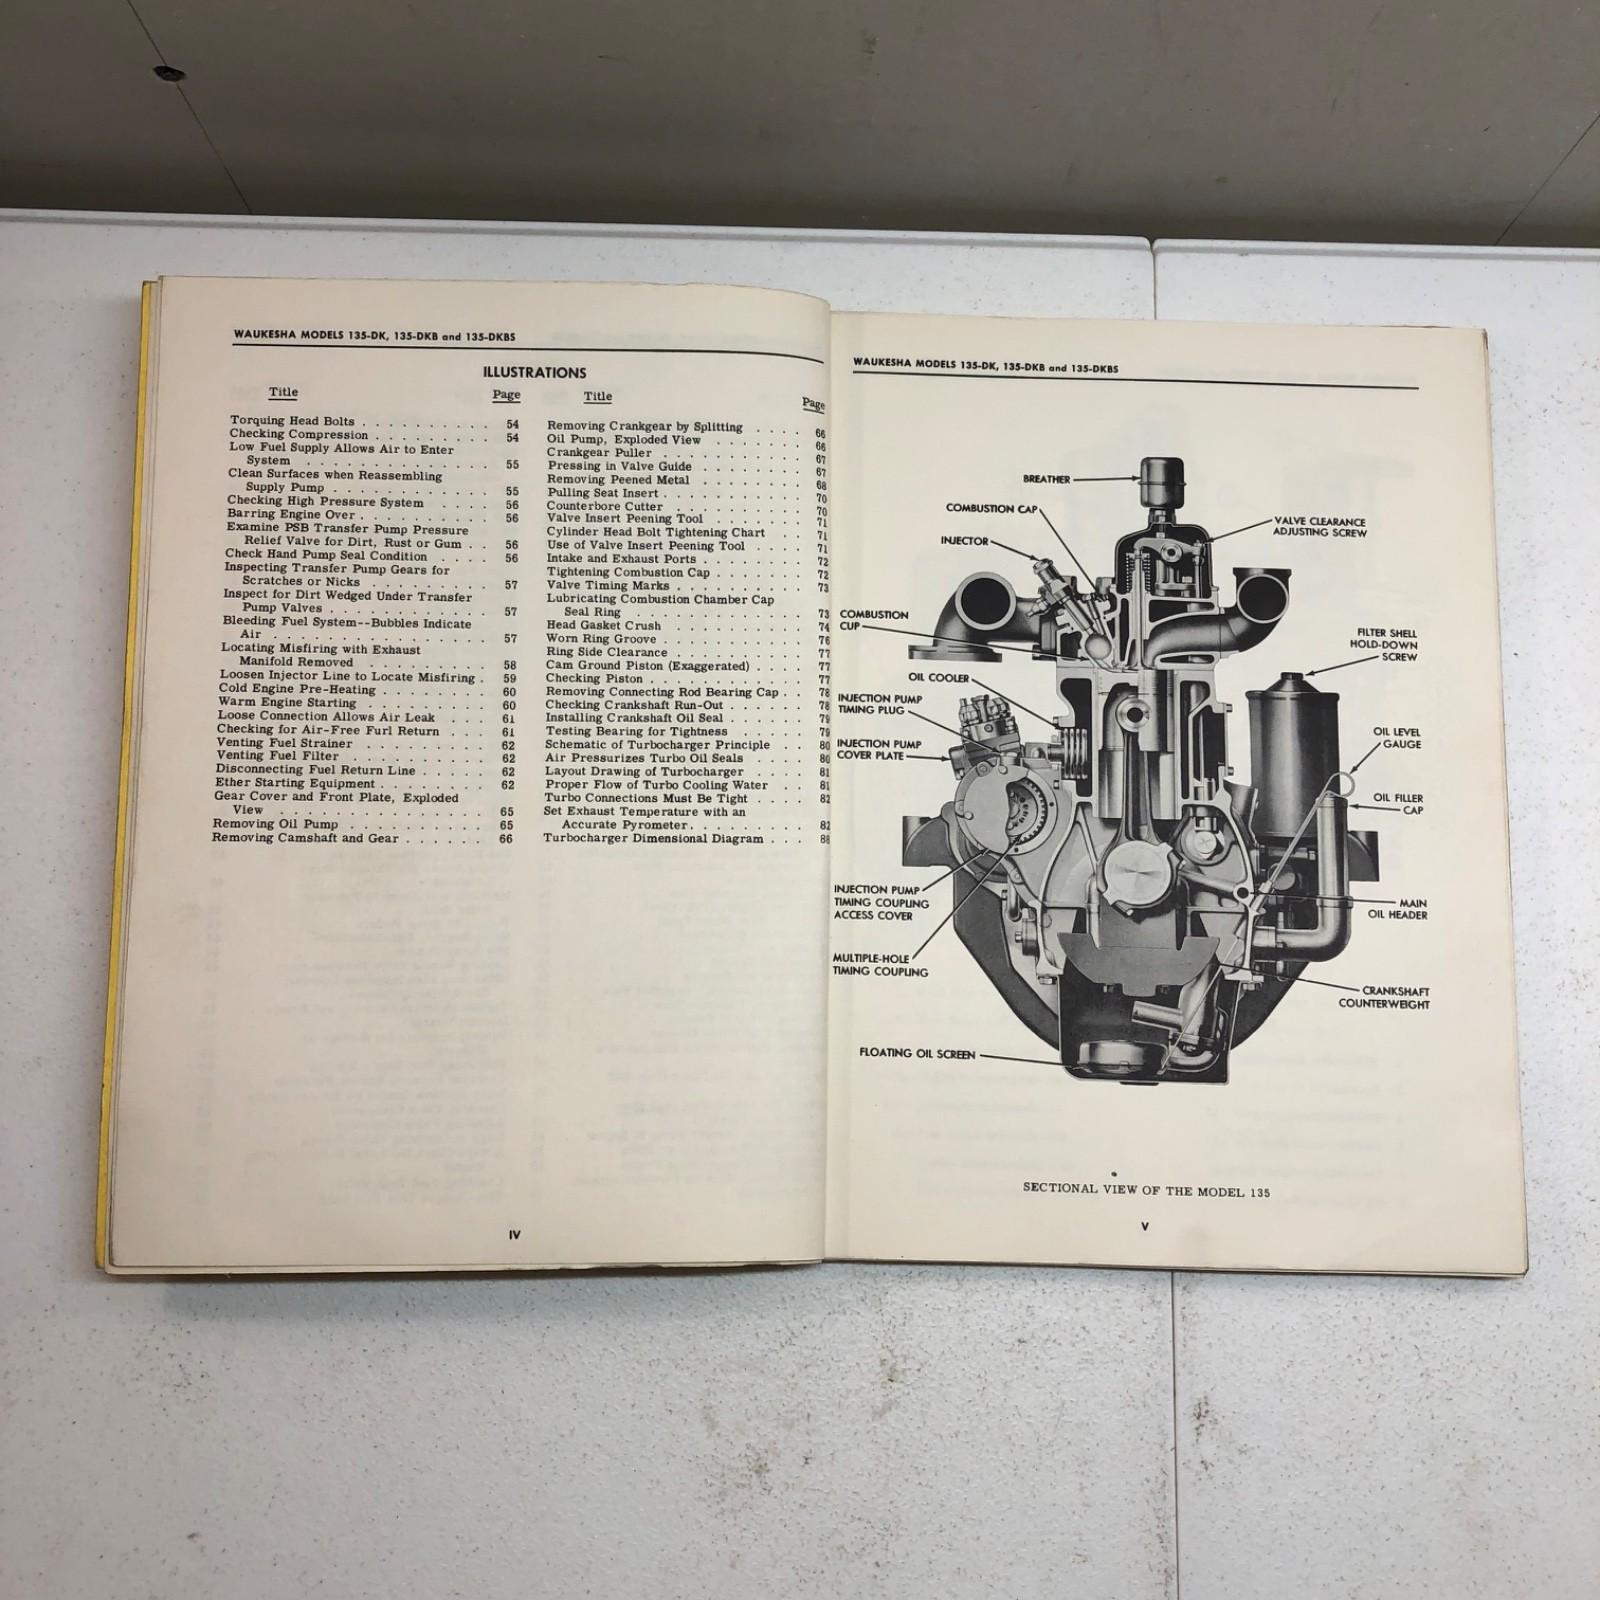 WAUKESHA MODELS 135-DK, 135-DKB and 135-DKBS
ILLUSTRATIONS
Title Page
Torquing Head Bolts . . . . . . . . . . 54
Checking Compression . . . . . . . . . 54
Low Fuel Supply Allows Air to Enter
System . . . . . . . . . . . . . . 55
Clean Surfaces when Reassembling
Supply Pump . . . . . . . . . . . . 55
Checking High Pressure System . . . . 56
Barring Engine Over . . . . . . . . . . 56
Examine PSB Transfer Pump Pressure
Relief Valve for Dirt, Rust or Gum . . 56
Check Hand Pump Seal Condition . . . . 56
Inspecting Transfer Pump Gears for
Scratches or Nicks . . . . . . . . . 57
Inspect for Dirt Wedged Under Transfer
Pump Valves . . . . . . . . . . . . 57
Bleeding Fuel System--Bubbles Indicate
Air . . . . . . . . . . . . . . . . 57
Locating Misfiring with Exhaust
Manifold Removed . . . . . . . . . 58
Loosen Injector Line to Locate Misfiring . 59
Cold Engine Pre-Heating . . . . . . . . 60
Warm Engine Starting . . . . . . . . . 60
Loose Connection Allows Air Leak . . . 61
Checking for Air-Free Furl Return . . . 61
Venting Fuel Strainer . . . . . . . . . 62
Venting Fuel Filter . . . . . . . . . . 62
Disconnecting Fuel Return Line . . . . . 62
Ether Starting Equipment . . . . . . . . 62
Gear Cover and Front Plate, Exploded
View . . . . . . . . . . . . . . . 65
Removing Oil Pump . . . . . . . . . . 65
Removing Camshaft and Gear . . . . . . 66
Title Page
Removing Crankgear by Splitting . . . . 66
Oil Pump, Exploded View . . . . . . . 66
Crankgear Puller . . . . . . . . . . . 67
Pressing in Valve Guide . . . . . . . . 67
Removing Peened Metal . . . . . . . . 68
Pulling Seat Insert . . . . . . . . . . . 70
Counterbore Cutter . . . . . . . . . . 70
Valve Insert Peening Tool . . . . . . . 71
Cylinder Head Bolt Tightening Chart . . 71
Use of Valve Insert Peening Tool . . . . 71
Intake and Exhaust Ports . . . . . . . . 72
Tightening Combustion Cap . . . . . . . 72
Valve Timing Marks . . . . . . . . . . 73
Lubricating Combustion Chamber Cap
Seal Ring . . . . . . . . . . . . . 73
Head Gasket Crush . . . . . . . . . . 74
Worn Ring Groove . . . . . . . . . . . 76
Ring Side Clearance . . . . . . . . . . 77
Cam Ground Piston (Exaggerated) . . . . 77
Checking Piston . . . . . . . . . . . . 77
Removing Connecting Rod Bearing Cap . . 78
Checking Crankshaft Run-Out . . . . . . 78
Installing Crankshaft Oil Seal . . . . . . 79
Testing Bearing for Tightness . . . . . 79
Schematic of Turbocharger Principle . . 80
Air Pressurizes Turbo Oil Seals . . . . 80
Layout Drawing of Turbocharger . . . . 81
Proper Flow of Turbo Cooling Water . . 81
Turbo Connections Must Be Tight . . . . 82
Set Exhaust Temperature with an
Accurate Pyrometer . . . . . . . . . 82
Turbocharger Dimensional Diagram . . . 88
IV
WAUKESHA MODELS 135-DK, 135-DKB and 135-DKBS
BREATHER
COMBUSTION CAP
INJECTOR
VALVE CLEARANCE
ADJUSTING SCREW
COMBUSTION
CUP
FILTER SHELL
HOLD-DOWN
SCREW
OIL COOLER
INJECTION PUMP
TIMING PLUG
OIL LEVEL
GAUGE
INJECTION PUMP
COVER PLATE
OIL FILLER
CAP
INJECTION PUMP
TIMING COUPLING
ACCESS COVER
MAIN
OIL HEADER
MULTIPLE-HOLE
TIMING COUPLING
CRANKSHAFT
COUNTERWEIGHT
FLOATING OIL SCREEN
SECTIONAL VIEW OF THE MODEL 135
V